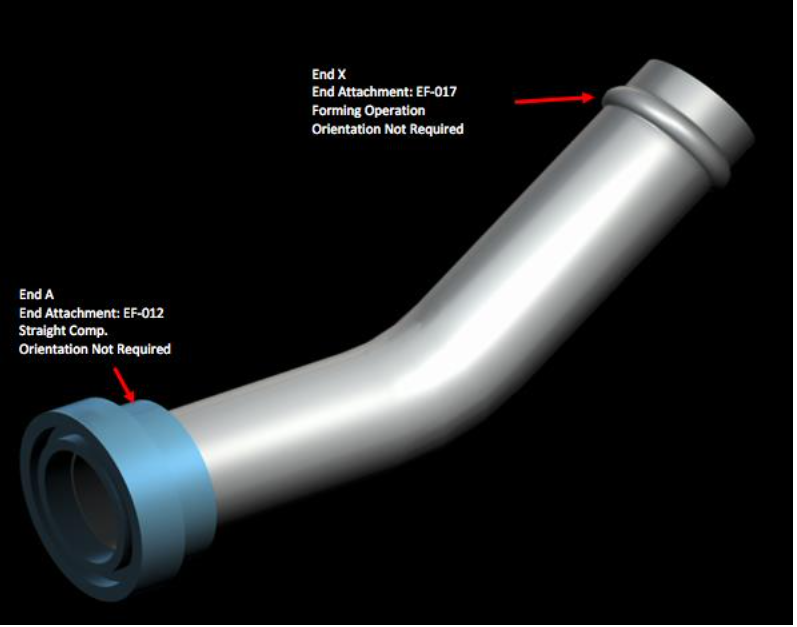 End X
End Attachment: EF-017
Forming Operation
Orientation Not Required
End A
End Attachment: EF-012
Straight Comp.
Orientation Not Required